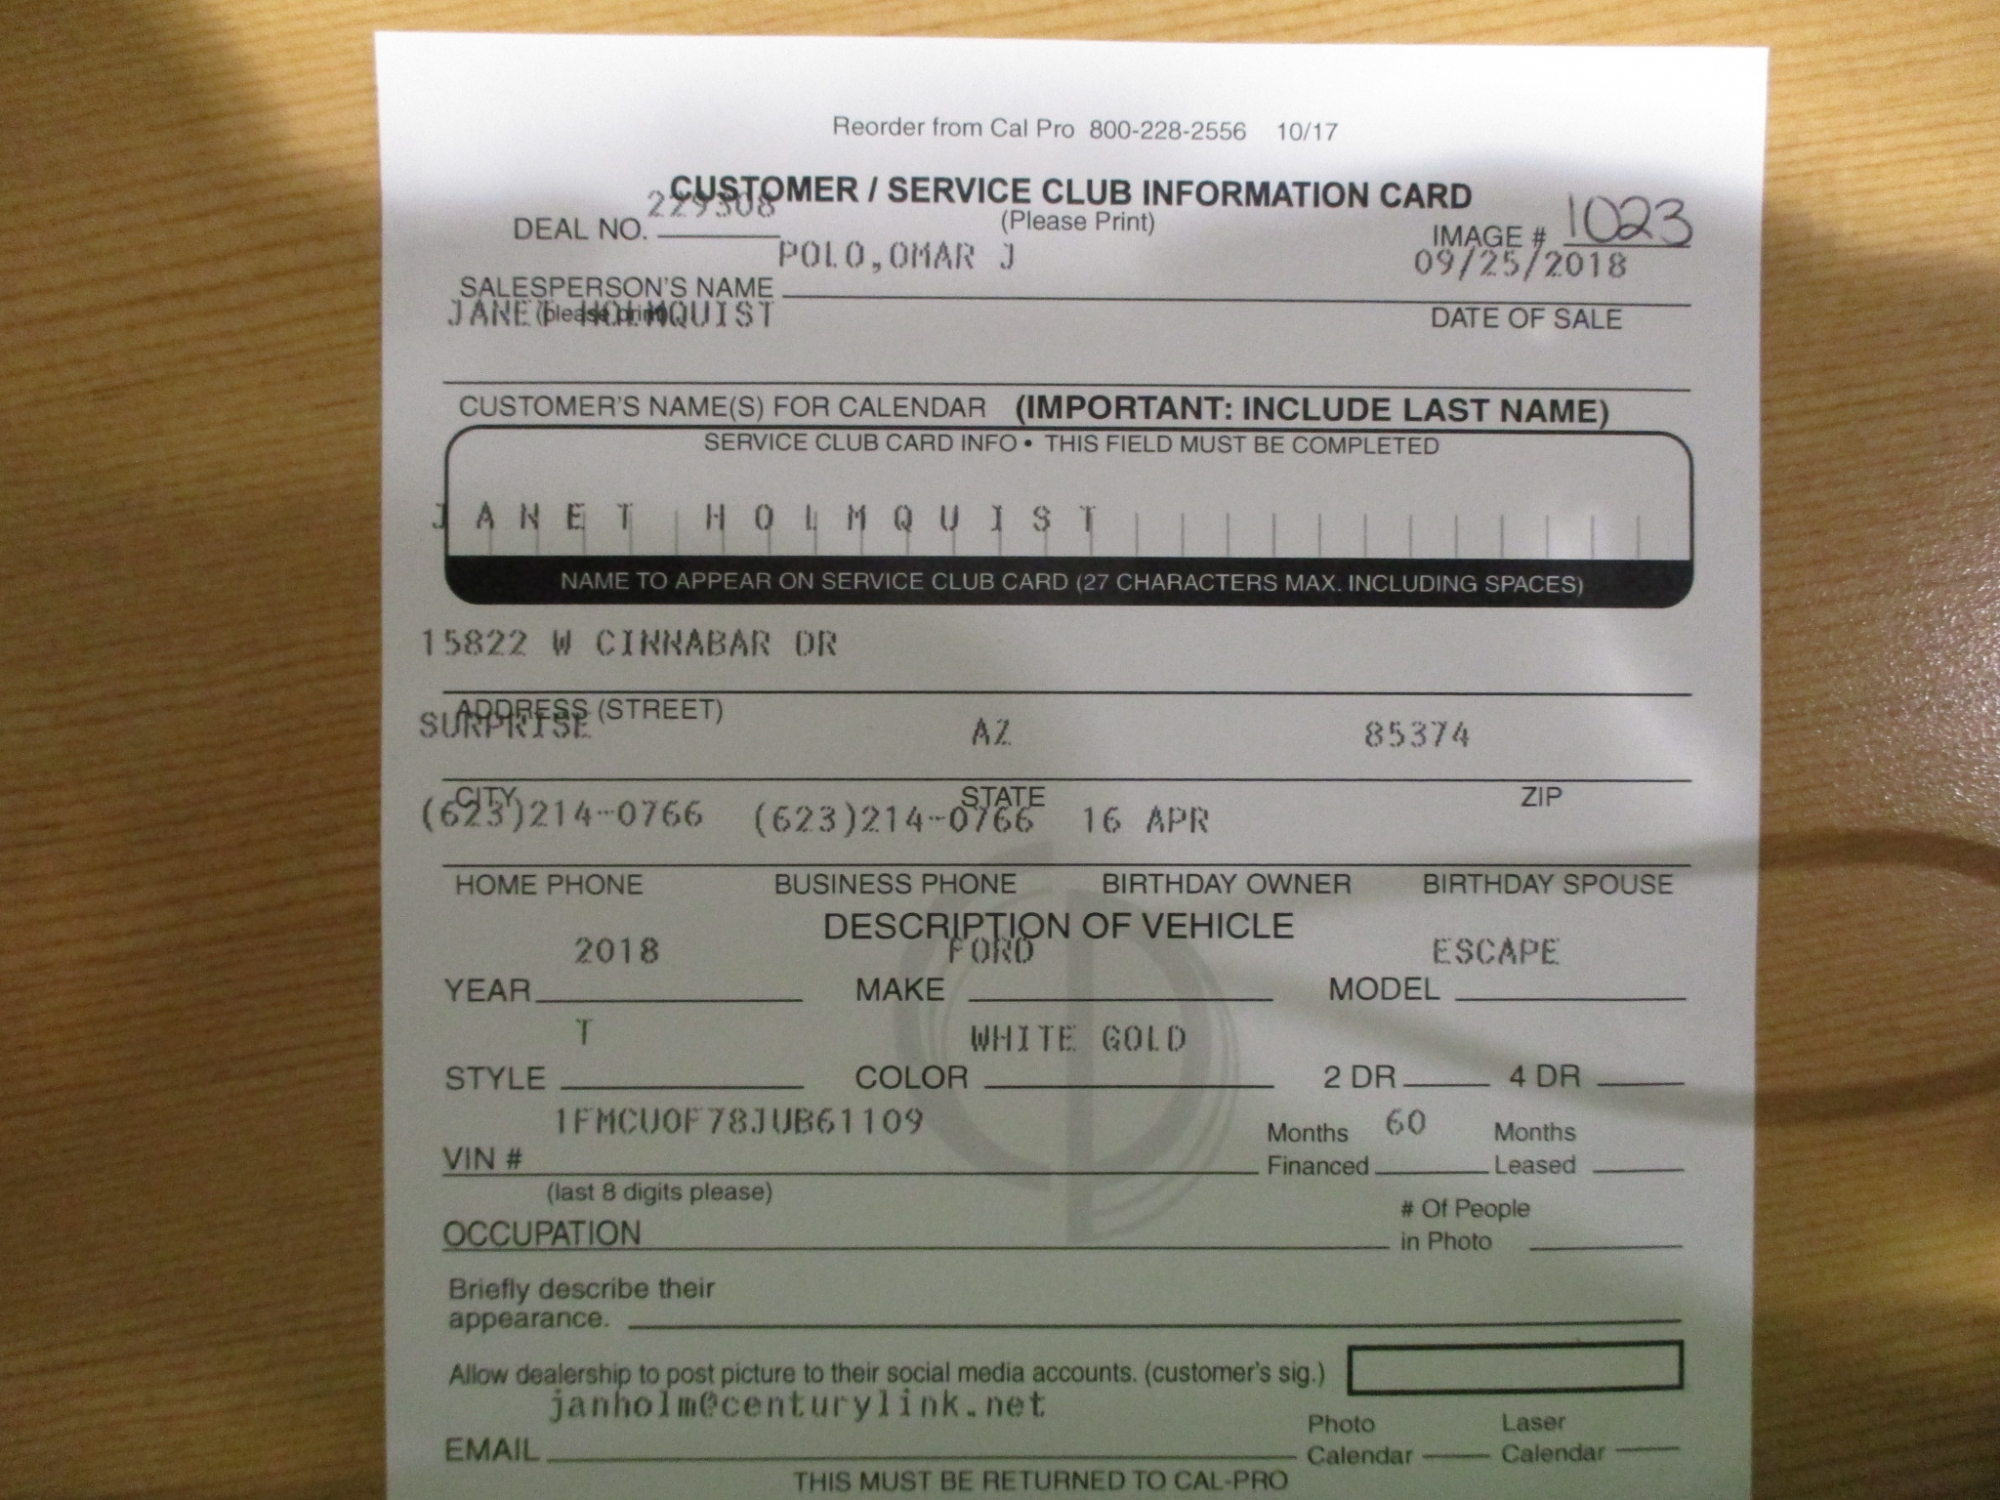 Reorder from Cal Pro 800-228-2556 10/17
CUSTOMER / SERVICE CLUB INFORMATION CARD
229308
DEAL NO. (Please Print) IMAGE # 1023
POLO,OMAR J 09/25/2018
SALESPERSON'S NAME
(please print) DATE OF SALE
JANET HOLMQUIST
CUSTOMER'S NAME(S) FOR CALENDAR (IMPORTANT: INCLUDE LAST NAME)
SERVICE CLUB CARD INFO • THIS FIELD MUST BE COMPLETED
JANET HOLMQUIST
NAME TO APPEAR ON SERVICE CLUB CARD (27 CHARACTERS MAX. INCLUDING SPACES)
15822 W CINNABAR DR
ADDRESS (STREET)
SURPRISE AZ 85374
CITY STATE ZIP
(623)214-0766 (623)214-0766 16 APR
HOME PHONE BUSINESS PHONE BIRTHDAY OWNER BIRTHDAY SPOUSE
DESCRIPTION OF VEHICLE
2018 FORD ESCAPE
YEAR MAKE MODEL
T WHITE GOLD
STYLE COLOR 2 DR 4 DR
1FMCU0F78JUB61109 Months 60 Months
VIN # Financed Leased
(last 8 digits please)
# Of People
OCCUPATION in Photo
Briefly describe their
appearance.
Allow dealership to post picture to their social media accounts. (customer's sig.)
janholm@centurylink.net
Photo Laser
EMAIL Calendar Calendar
THIS MUST BE RETURNED TO CAL-PRO